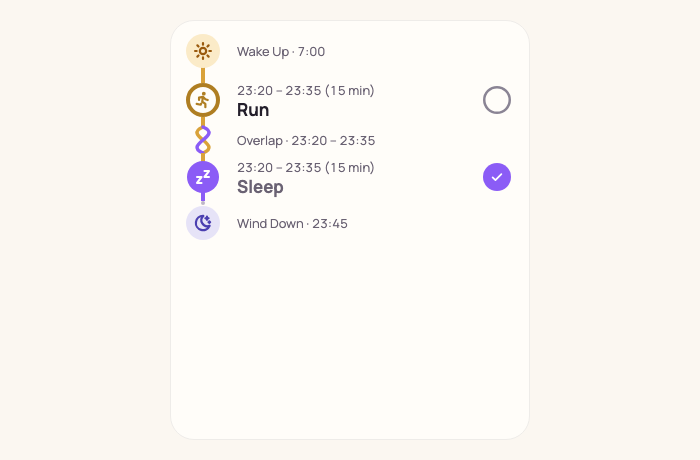 Wake Up · 7:00
23:20 – 23:35 (15 min)
Run
Overlap · 23:20 – 23:35
23:20 – 23:35 (15 min)
Sleep
Wind Down · 23:45